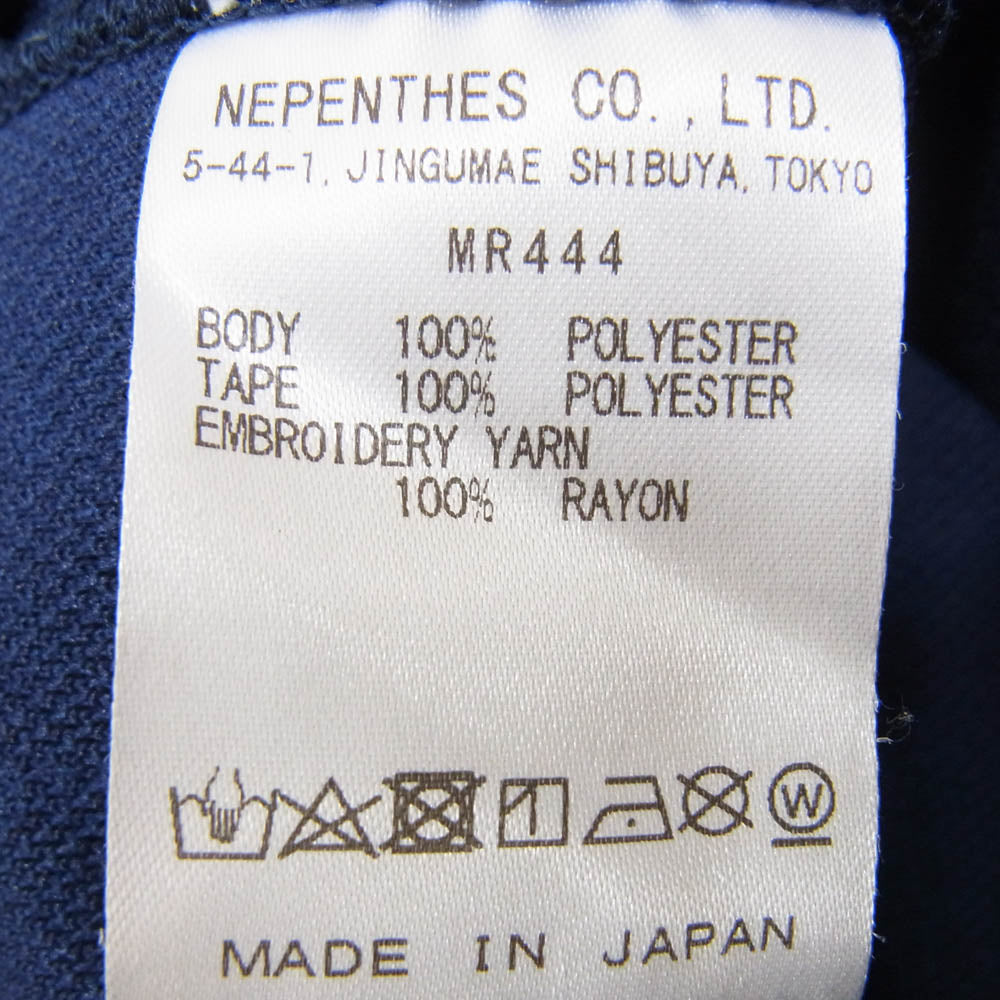 NEPENTHES CO., LTD.
5-44-1, JINGUMAE SHIBUYA, TOKYO
MR444
BODY 100% POLYESTER
TAPE 100% POLYESTER
EMBROIDERY YARN
100% RAYON
W
MADE IN JAPAN